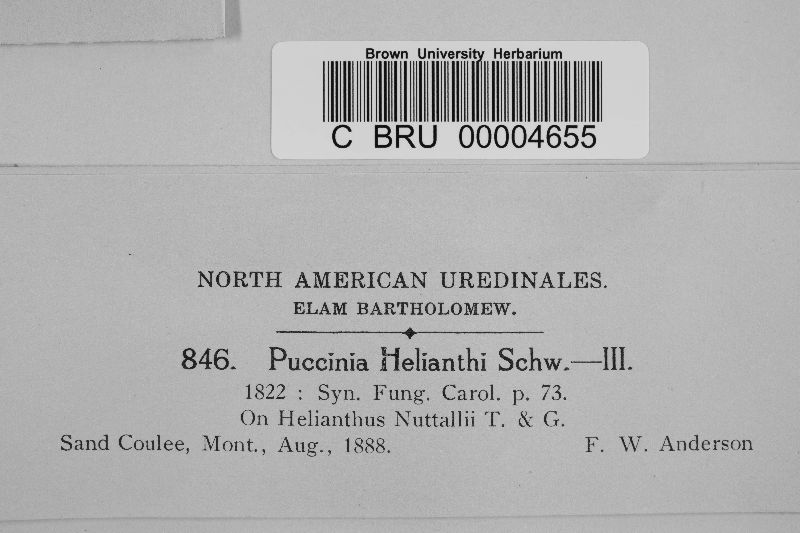 Brown University Herbarium
C BRU 00004655
NORTH AMERICAN UREDINALES.
ELAM BARTHOLOMEW.
846. Puccinia Helianthi Schw.—III.
1822 : Syn. Fung. Carol. p. 73.
On Helianthus Nuttallii T. & G.
Sand Coulee, Mont., Aug., 1888. F. W. Anderson